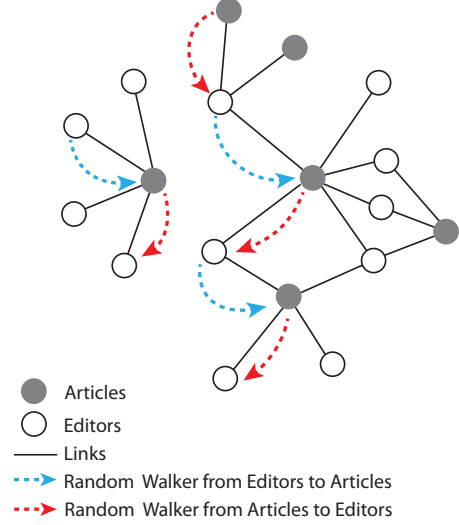 Articles
Editors
Links
Random Walker from Editors to Articles
Random Walker from Articles to Editors